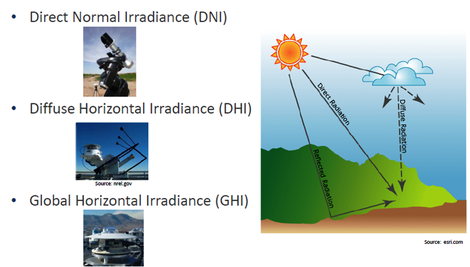 • Direct Normal Irradiance (DNI)
• Diffuse Horizontal Irradiance (DHI)
Source: nrel.gov
• Global Horizontal Irradiance (GHI)
Direct Radiation
Diffuse Radiation
Reflected Radiation
Source: esri.com